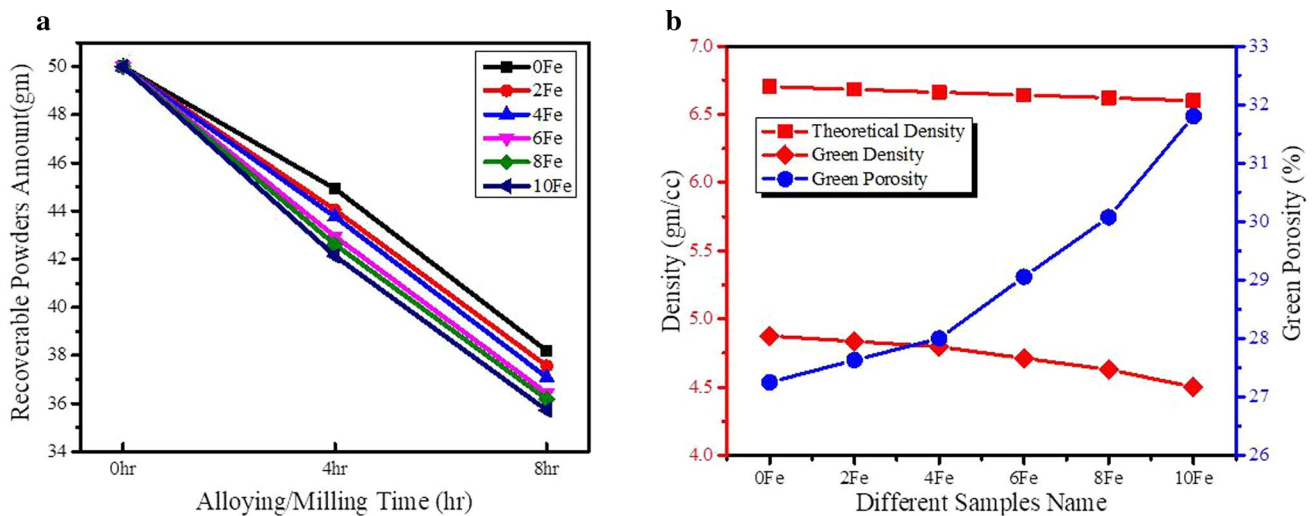 a
Recoverable Powders Amount(gm)
50
48
46
44
42
40
38
36
34
0Fe
2Fe
4Fe
6Fe
8Fe
10Fe
0hr
4hr
8hr
Alloying/Milling Time (hr)
b
Density (gm/cc)
7.0
6.5
6.0
5.5
5.0
4.5
4.0
Theoretical Density
Green Density
Green Porosity
33
32
31
30
29
28
27
26
Green Porosity (%)
0Fe
2Fe
4Fe
6Fe
8Fe
10Fe
Different Samples Name